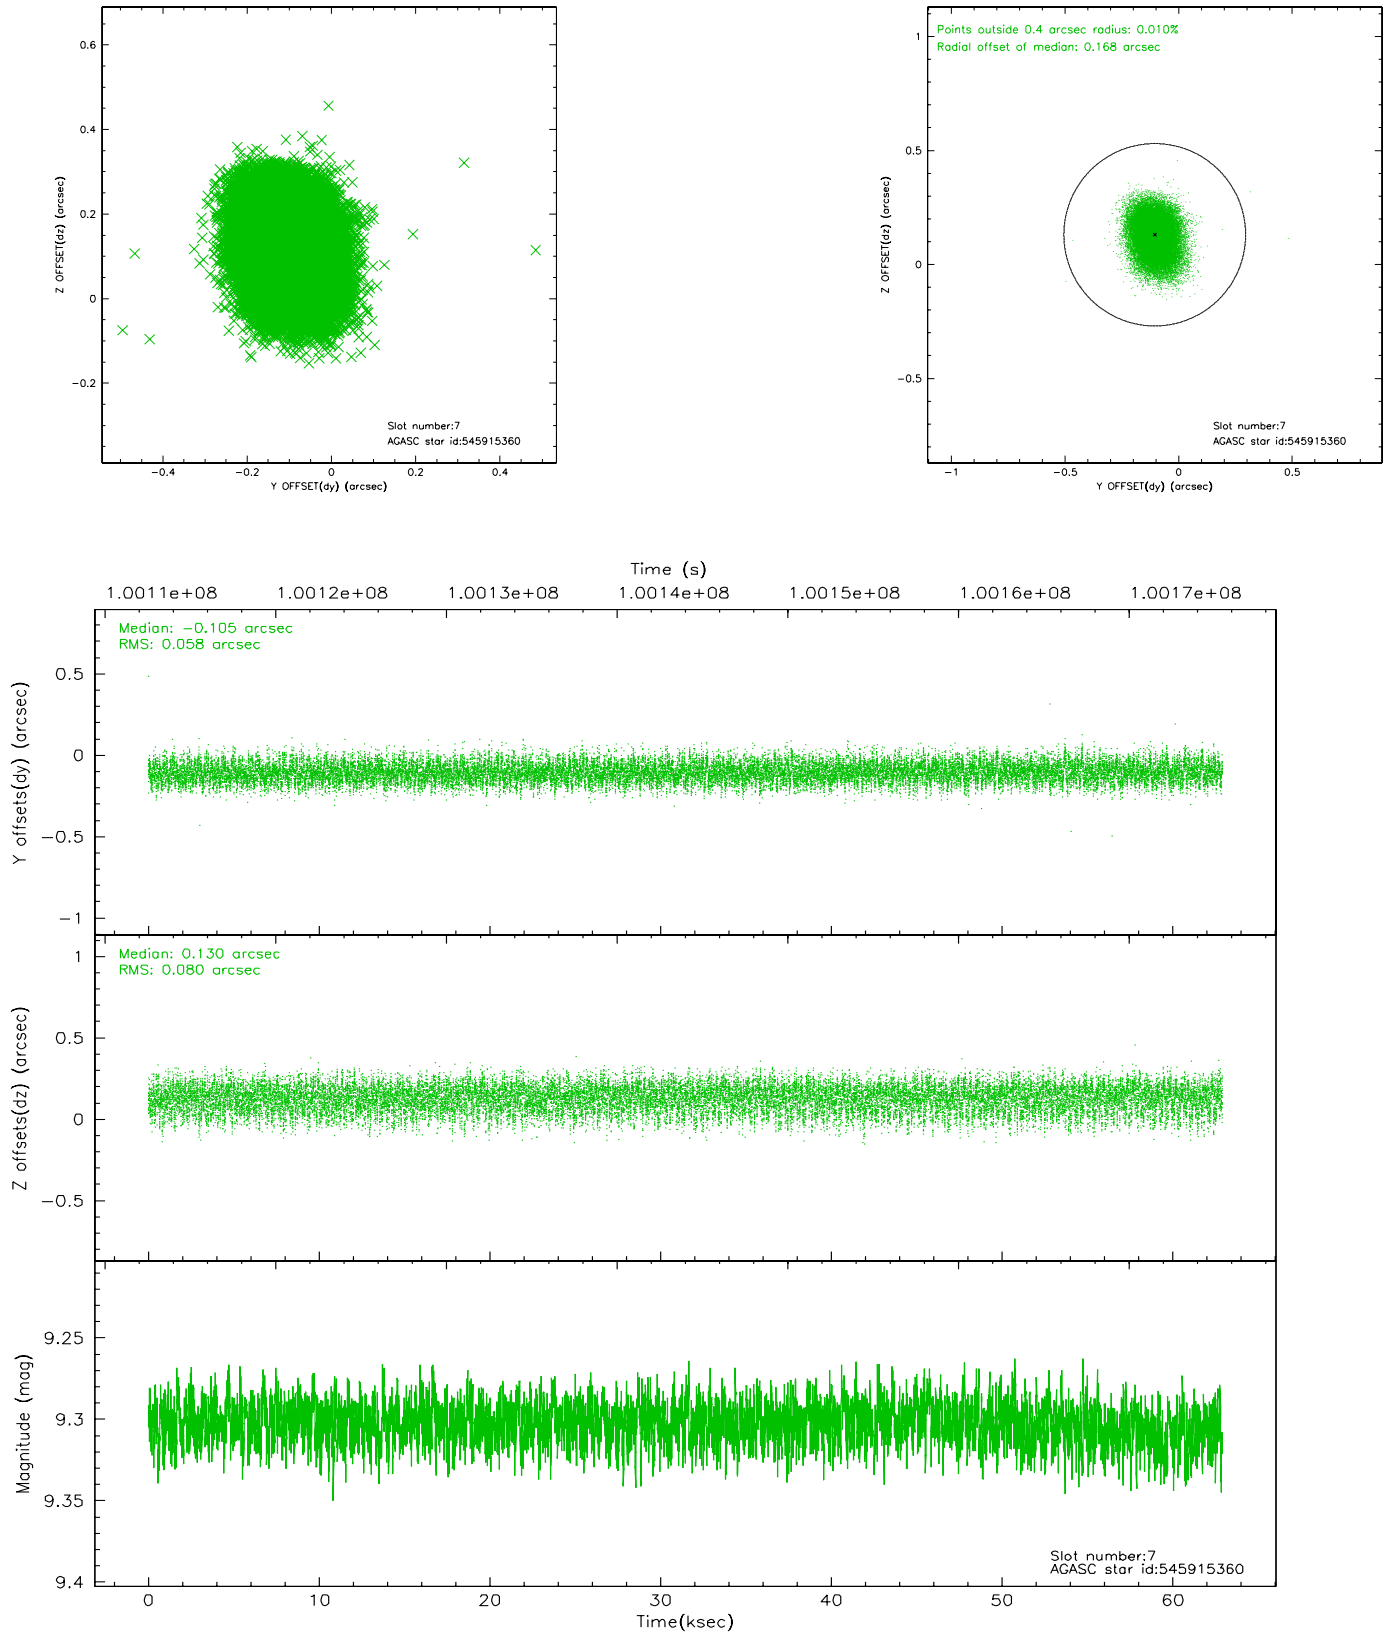 0.6
0.4
0.2
0
−0.2
Z OFFSET(dz) (arcsec)
Slot number:7
AGASC star id:545915360
−0.4 −0.2 0 0.2 0.4
Y OFFSET(dy) (arcsec)
Points outside 0.4 arcsec radius: 0.010%
Radial offset of median: 0.168 arcsec
1
0.5
0
−0.5
Z OFFSET(dz) (arcsec)
Slot number:7
AGASC star id:545915360
−1 −0.5 0 0.5
Y OFFSET(dy) (arcsec)
Time (s)
1.0011e+08 1.0012e+08 1.0013e+08 1.0014e+08 1.0015e+08 1.0016e+08 1.0017e+08
Median: −0.105 arcsec
RMS: 0.058 arcsec
0.5
0
−0.5
−1
Y offsets(dy) (arcsec)
Median: 0.130 arcsec
RMS: 0.080 arcsec
1
0.5
0
−0.5
Z offsets(dz) (arcsec)
9.25
9.3
9.35
9.4
Magnitude (mag)
Slot number:7
AGASC star id:545915360
0 10 20 30 40 50 60
Time(ksec)